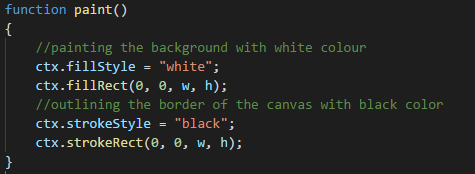 function paint()
{
    //painting the background with white colour
    ctx.fillStyle = "white";
    ctx.fillRect(0, 0, w, h);
    //outlining the border of the canvas with black color
    ctx.strokeStyle = "black";
    ctx.strokeRect(0, 0, w, h);
}